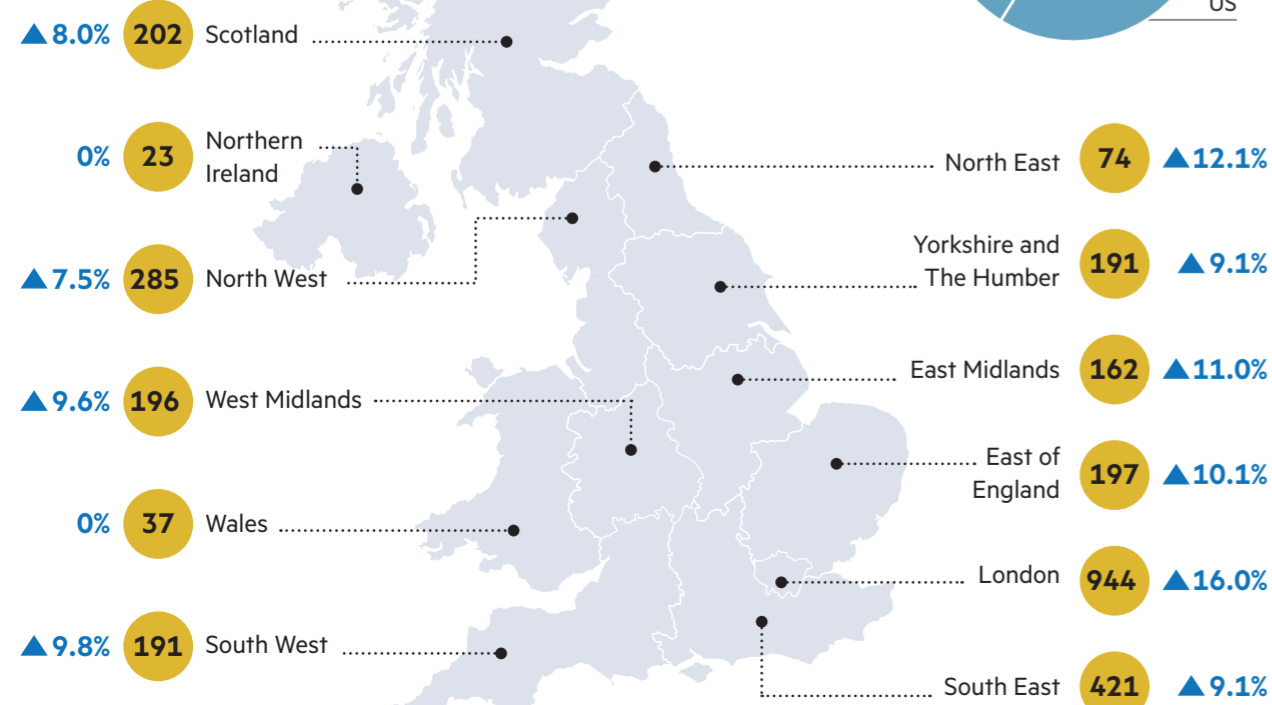 US
▲ 8.0% 202 Scotland
0% 23 Northern
Ireland
▲ 7.5% 285 North West
▲ 9.6% 196 West Midlands
0% 37 Wales
▲ 9.8% 191 South West
North East 74 ▲ 12.1%
Yorkshire and
The Humber 191 ▲ 9.1%
East Midlands 162 ▲ 11.0%
East of
England 197 ▲ 10.1%
London 944 ▲ 16.0%
South East 421 ▲ 9.1%